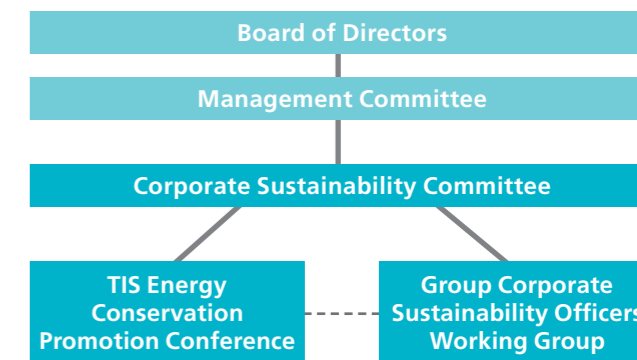 Board of Directors
Management Committee
Corporate Sustainability Committee
TIS Energy
Conservation
Promotion Conference
Group Corporate
Sustainability Officers
Working Group